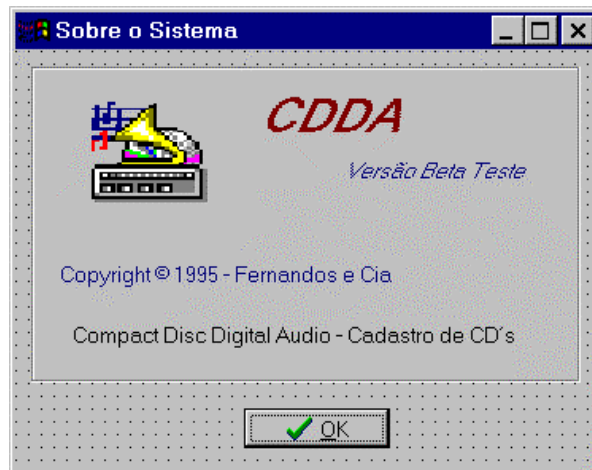 Sobre o Sistema
CDDA
Versão Beta Teste
Copyright © 1995 - Fernandos e Cia
Compact Disc Digital Audio - Cadastro de CD´s
OK